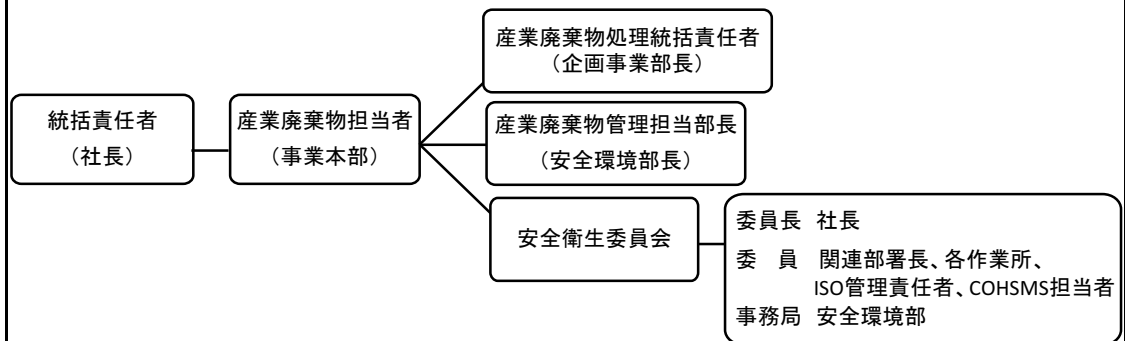 産業廃棄物処理統括責任者
（企画事業部長）
統括責任者
（社長）
産業廃棄物担当者
（事業本部）
産業廃棄物管理担当部長
（安全環境部長）
安全衛生委員会
委員長 社長
委　員 関連部署長、各作業所、
ISO管理責任者、COHSMS担当者
事務局 安全環境部